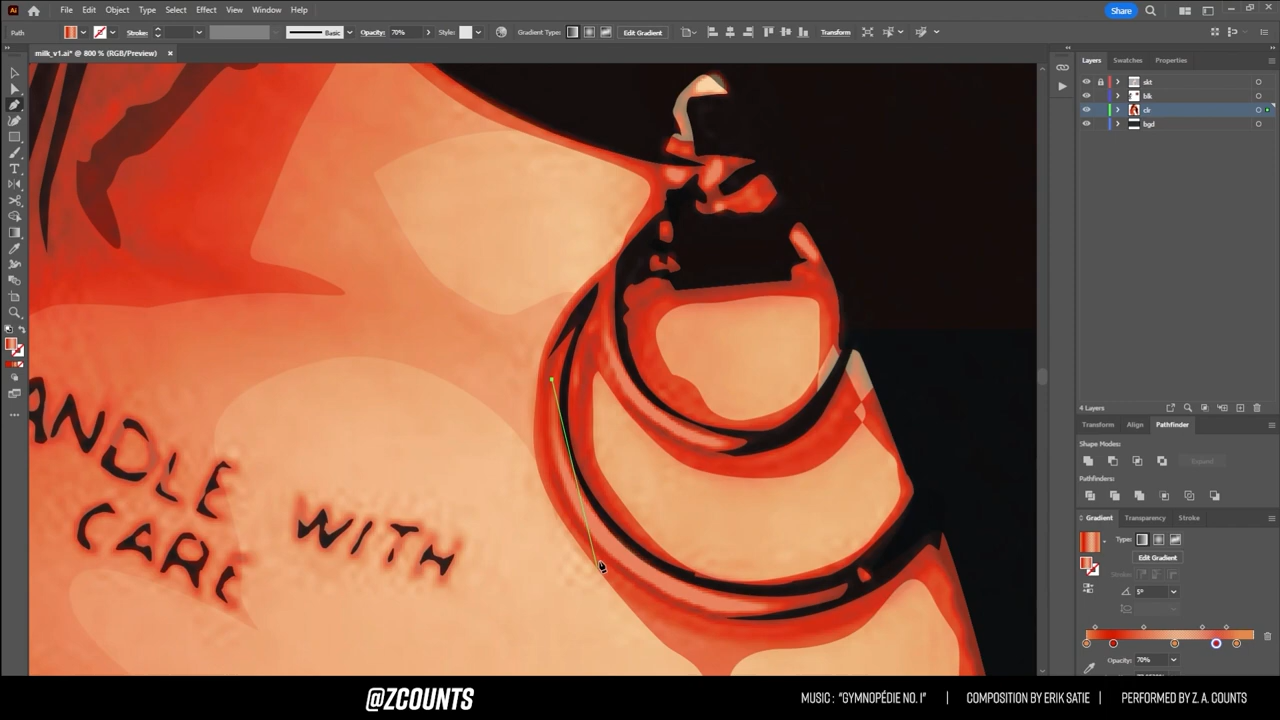 Ai File Edit Object Type Select Effect View Window Help Share
Path Stroke: Basic Opacity: 70% Style: Gradient Type: Edit Gradient Transform
milk_v1.ai* @ 800 % (RGB/Preview)
Layers Swatches Properties
skt
blk
clr
bgd
4 Layers
Transform Align Pathfinder
Shape Modes:
Expand
Pathfinders:
Gradient Transparency Stroke
Type:
Edit Gradient
Stroke:
5°
Opacity: 70%
ANDLE WITH
CARE
@ZCOUNTS
MUSIC : "GYMNOPÉDIE NO. 1" | COMPOSITION BY ERIK SATIE | PERFORMED BY Z. A. COUNTS